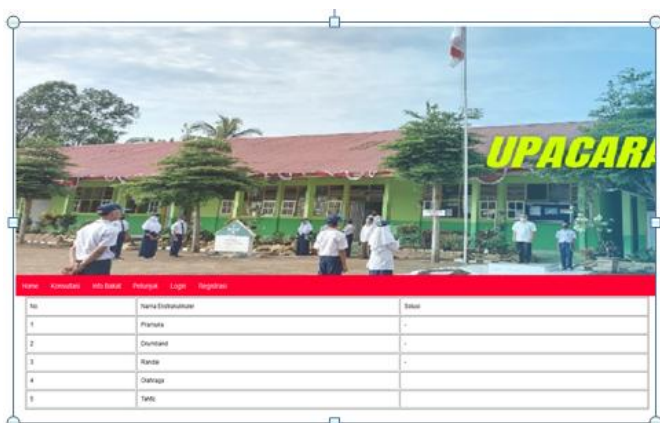 UPACARA
Home Konsultasi Info Bakat Petunjuk Login Registrasi
No Nama Ekstrakurikuler Solusi
1 Pramuka -
2 Drumband -
3 Randai -
4 Olahraga
5 Tahfiz